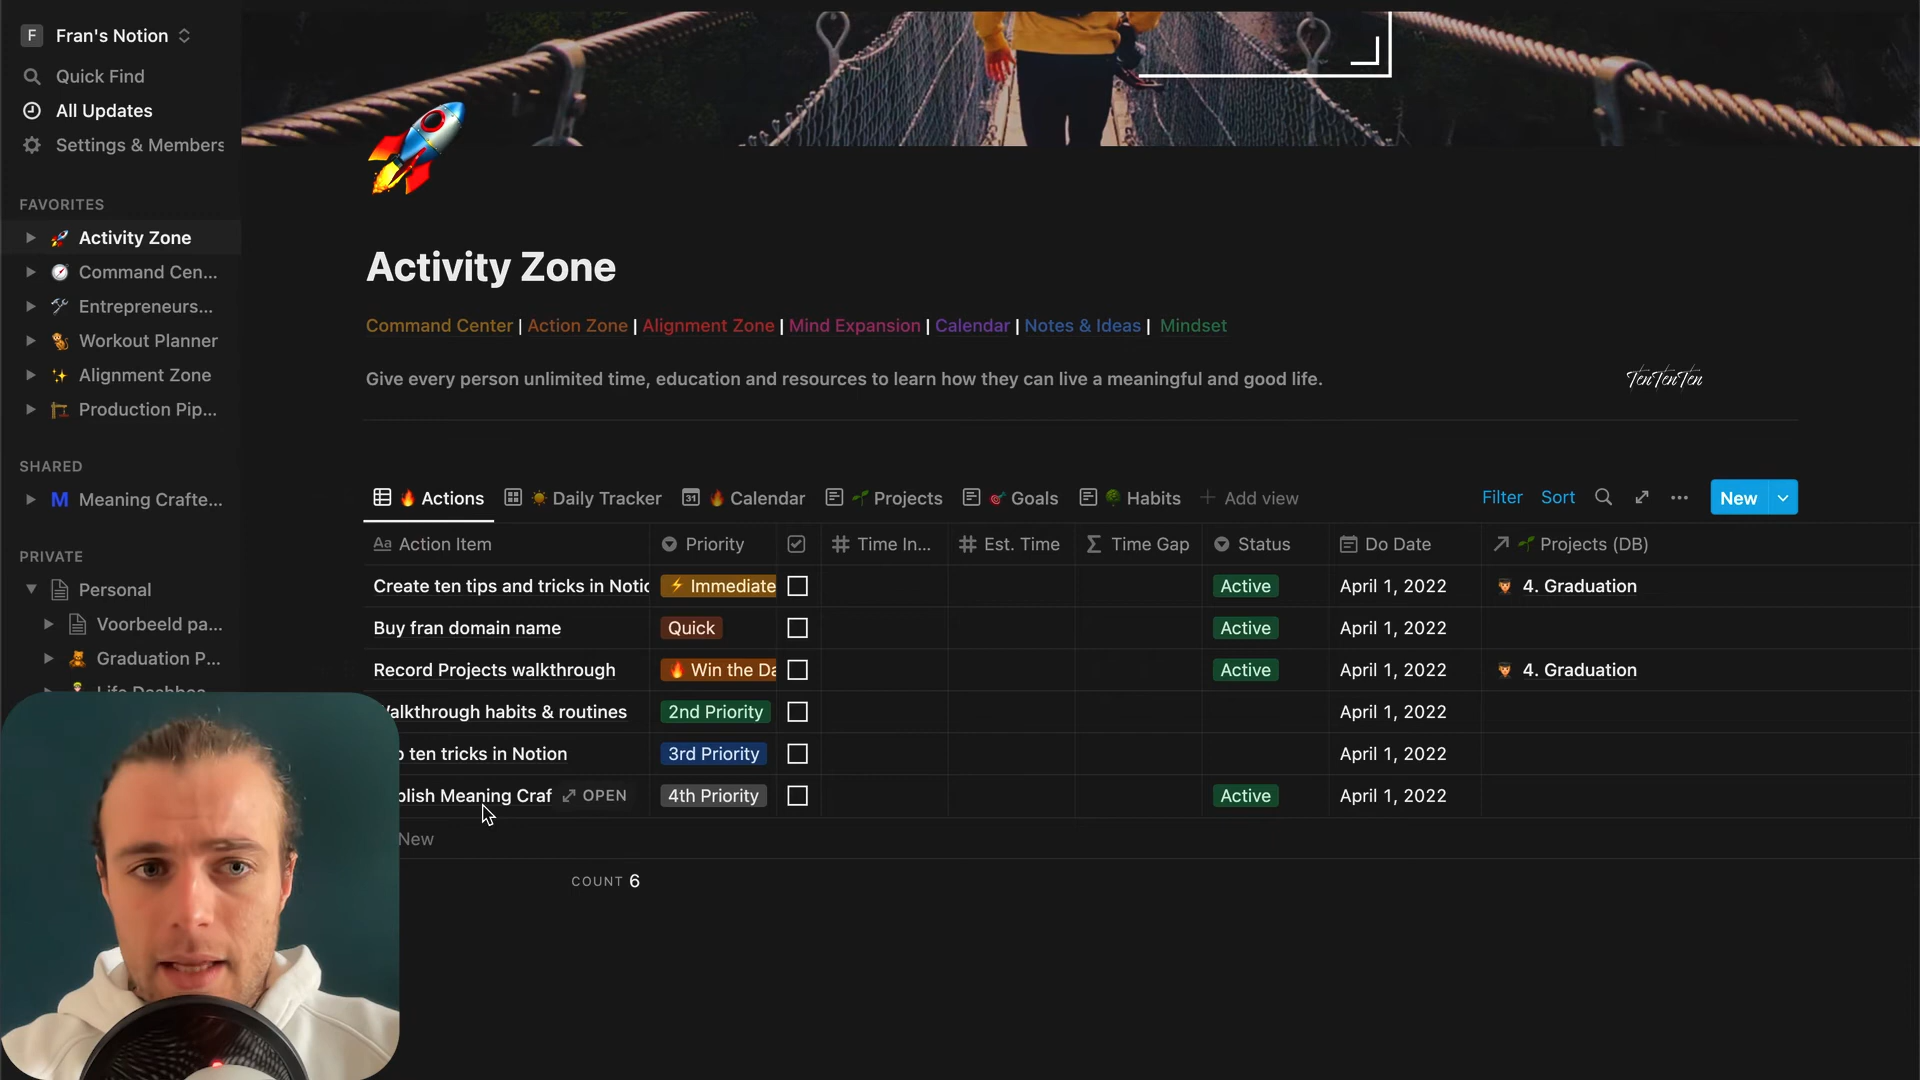 F Fran's Notion
Quick Find
All Updates
Settings & Members
FAVORITES
Activity Zone
Command Cen...
Entrepreneurs...
Workout Planner
Alignment Zone
Production Pip...
SHARED
M Meaning Crafte...
PRIVATE
Personal
Voorbeeld pa...
Graduation P...
Life Dashboo...
Activity Zone
Command Center | Action Zone | Alignment Zone | Mind Expansion | Calendar | Notes & Ideas | Mindset
Give every person unlimited time, education and resources to learn how they can live a meaningful and good life.
TenTenTen
Actions Daily Tracker 31 Calendar Projects Goals Habits + Add view Filter Sort ... New
Aa Action Item Priority # Time In... # Est. Time Σ Time Gap Status Do Date Projects (DB)
Create ten tips and tricks in Notic Immediate Active April 1, 2022 4. Graduation
Buy fran domain name Quick Active April 1, 2022
Record Projects walkthrough Win the Da Active April 1, 2022 4. Graduation
alkthrough habits & routines 2nd Priority April 1, 2022
ten tricks in Notion 3rd Priority April 1, 2022
blish Meaning Craf OPEN 4th Priority Active April 1, 2022
New
COUNT 6